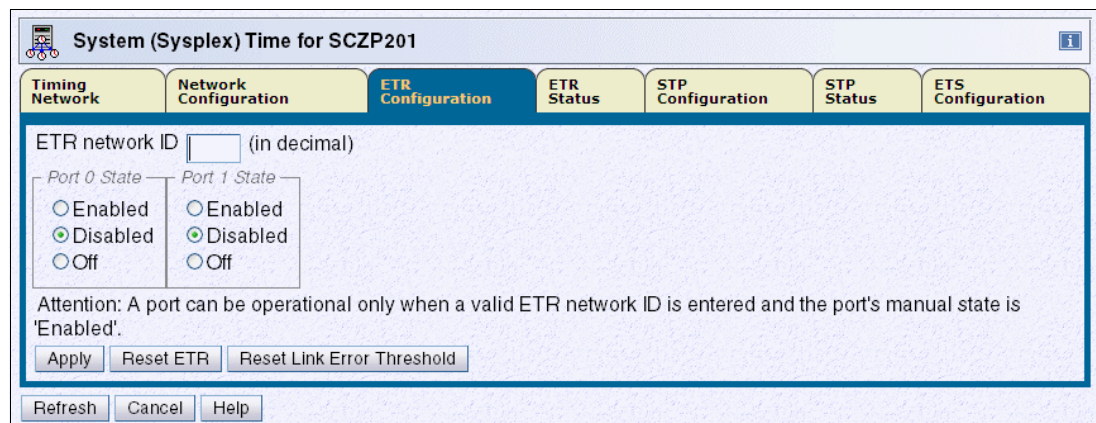 System (Sysplex) Time for SCZP201
i
Timing Network
Network Configuration
ETR Configuration
ETR Status
STP Configuration
STP Status
ETS Configuration
ETR network ID (in decimal)
Port 0 State
Enabled
Disabled
Off
Port 1 State
Enabled
Disabled
Off
Attention: A port can be operational only when a valid ETR network ID is entered and the port's manual state is
'Enabled'.
Apply Reset ETR Reset Link Error Threshold
Refresh Cancel Help